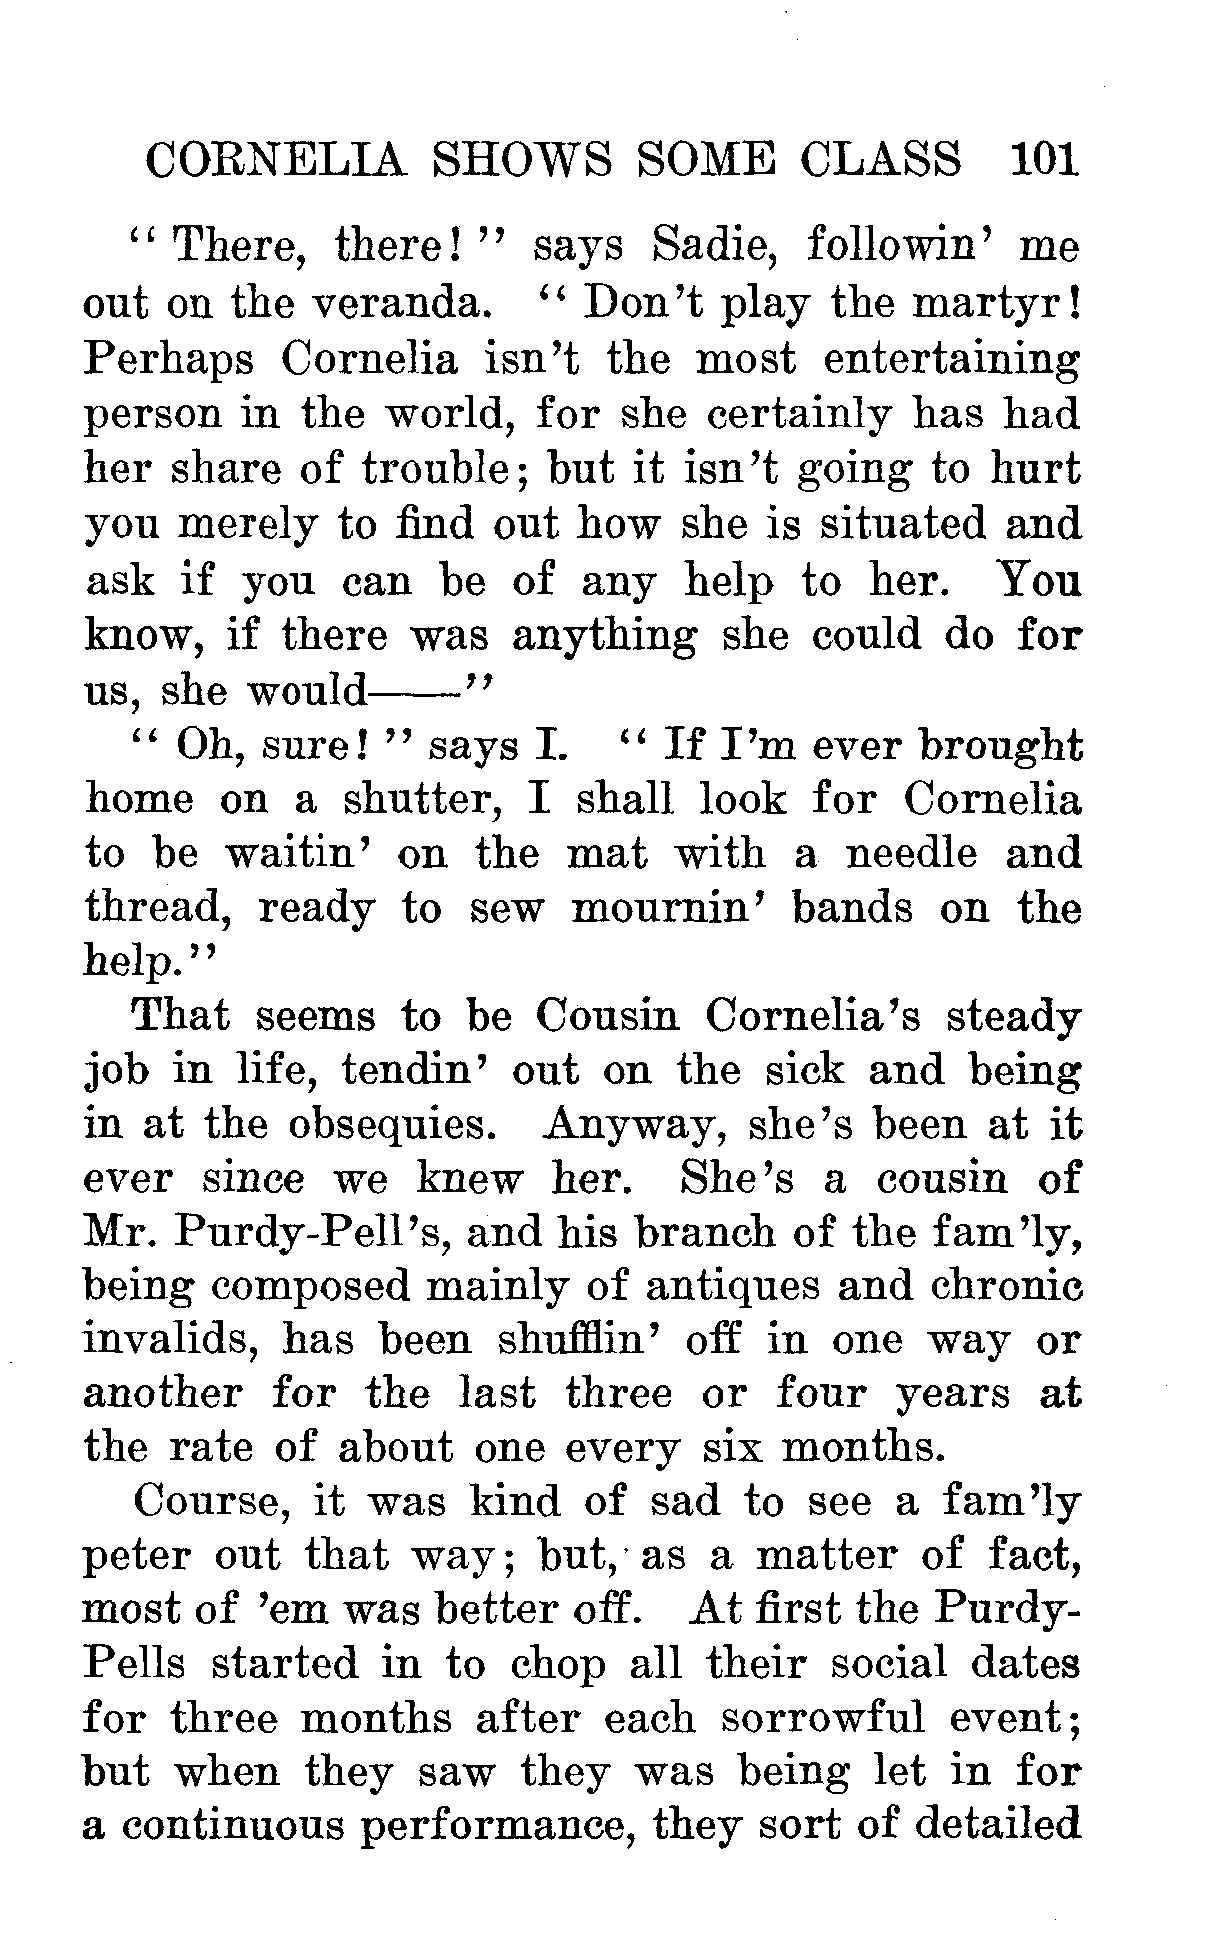 CORNELIA SHOWS SOME CLASS 101
“ There, there! ” says Sadie, followin’ me
out on the veranda. “ Don’t play the martyr!
Perhaps Cornelia isn’t the most entertaining
person in the world, for she certainly has had
her share of trouble; but it isn’t going to hurt
you merely to find out how she is situated and
ask if you can be of any help to her. You
know, if there was anything she could do for
us, she would——”
“ Oh, sure! ” says I. “ If I’m ever brought
home on a shutter, I shall look for Cornelia
to be waitin’ on the mat with a needle and
thread, ready to sew mournin’ bands on the
help.”
That seems to be Cousin Cornelia’s steady
job in life, tendin’ out on the sick and being
in at the obsequies. Anyway, she’s been at it
ever since we knew her. She’s a cousin of
Mr. Purdy-Pell’s, and his branch of the fam’ly,
being composed mainly of antiques and chronic
invalids, has been shufflin’ off in one way or
another for the last three or four years at
the rate of about one every six months.
Course, it was kind of sad to see a fam’ly
peter out that way; but, as a matter of fact,
most of ’em was better off. At first the Purdy-
Pells started in to chop all their social dates
for three months after each sorrowful event;
but when they saw they was being let in for
a continuous performance, they sort of detailed